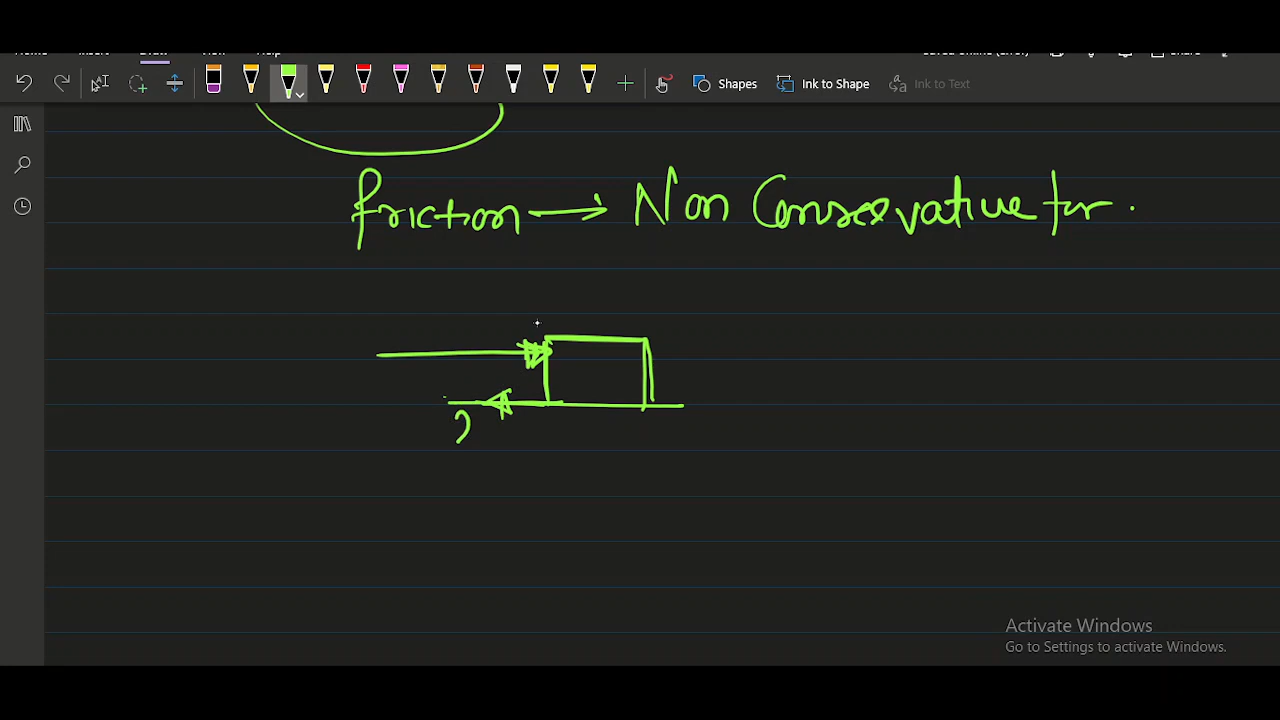 Shapes Ink to Shape Ink to Text
friction → Non Conservative for.
Activate Windows
Go to Settings to activate Windows.